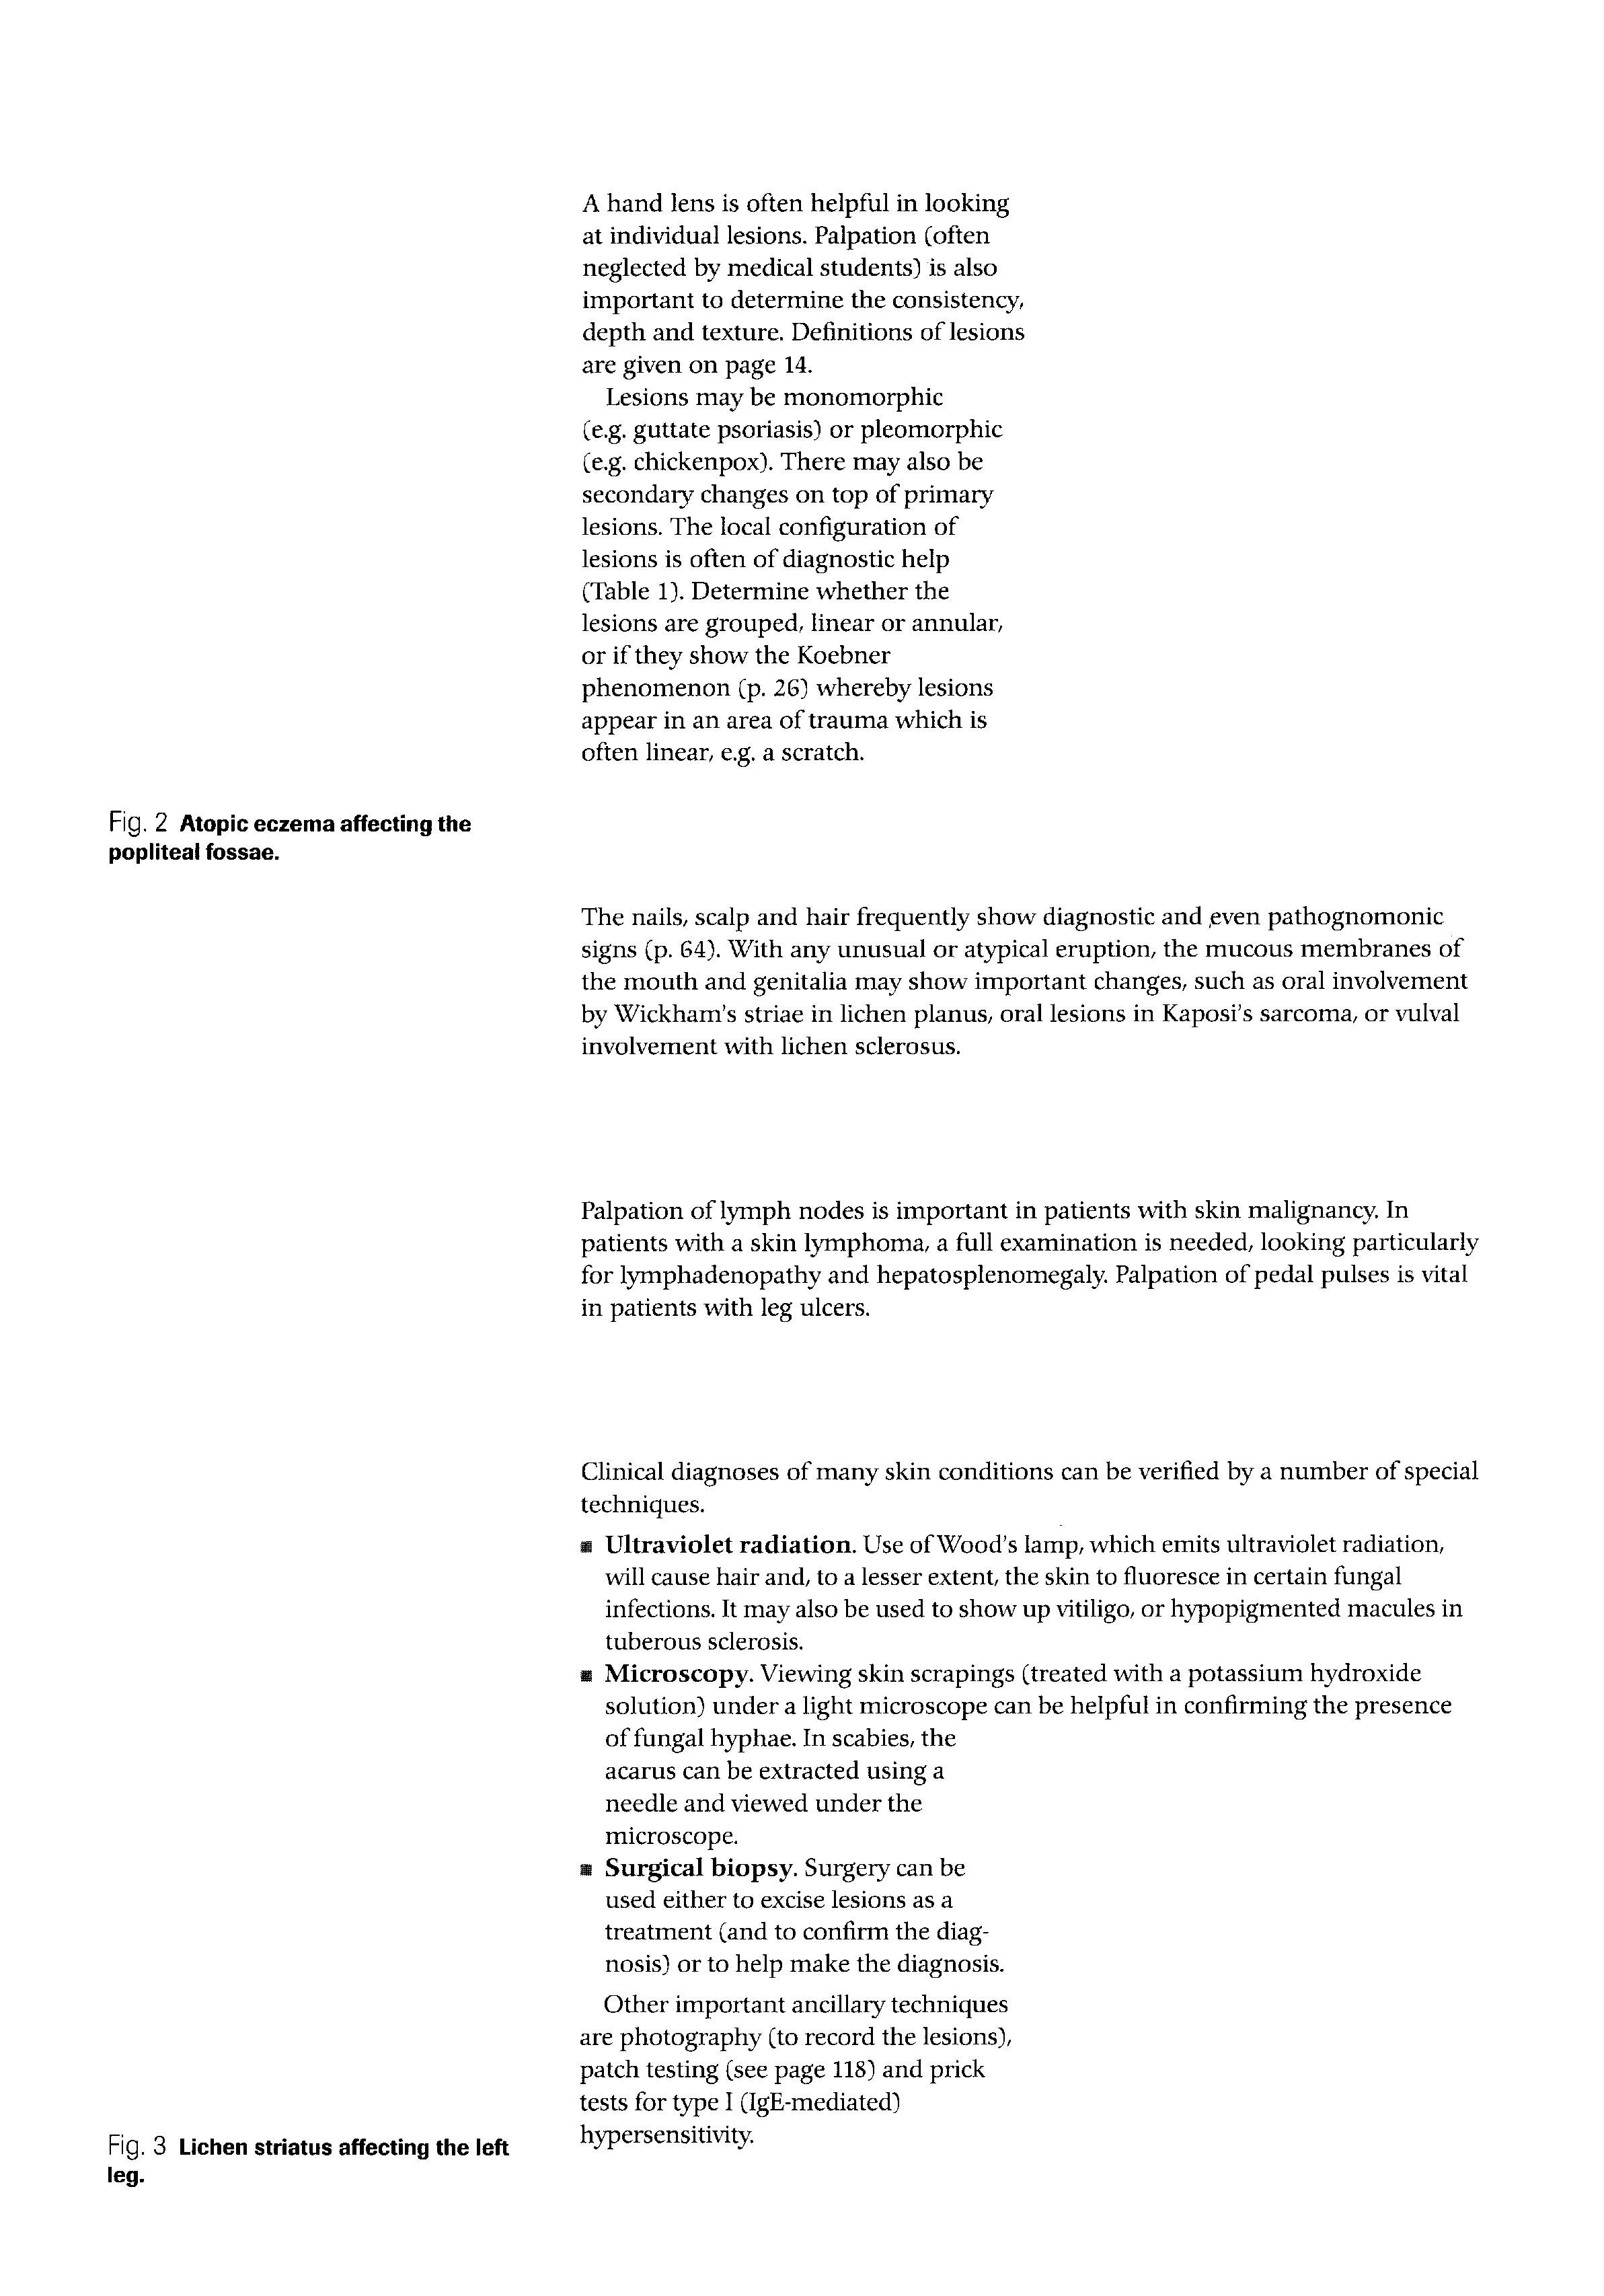 A hand lens is often helpful in looking
at individual lesions. Palpation (often
neglected by medical students) is also
important to determine the consistency,
depth and texture. Definitions of lesions
are given on page 14.
Lesions may be monomorphic
(e.g. guttate psoriasis) or pleomorphic
(e.g. chickenpox). There may also be
secondary changes on top of primary
lesions. The local configuration of
lesions is often of diagnostic help
(Table 1). Determine whether the
lesions are grouped, linear or annular,
or if they show the Koebner
phenomenon (p. 26) whereby lesions
appear in an area of trauma which is
often linear, e.g. a scratch.
Fig. 2 Atopic eczema affecting the
popliteal fossae.
The nails, scalp and hair frequently show diagnostic and even pathognomonic
signs (p. 64). With any unusual or atypical eruption, the mucous membranes of
the mouth and genitalia may show important changes, such as oral involvement
by Wickham's striae in lichen planus, oral lesions in Kaposi's sarcoma, or vulval
involvement with lichen sclerosus.
Palpation of lymph nodes is important in patients with skin malignancy. In
patients with a skin lymphoma, a full examination is needed, looking particularly
for lymphadenopathy and hepatosplenomegaly. Palpation of pedal pulses is vital
in patients with leg ulcers.
Clinical diagnoses of many skin conditions can be verified by a number of special
techniques.
■ Ultraviolet radiation. Use of Wood's lamp, which emits ultraviolet radiation,
will cause hair and, to a lesser extent, the skin to fluoresce in certain fungal
infections. It may also be used to show up vitiligo, or hypopigmented macules in
tuberous sclerosis.
■ Microscopy. Viewing skin scrapings (treated with a potassium hydroxide
solution) under a light microscope can be helpful in confirming the presence
of fungal hyphae. In scabies, the
acarus can be extracted using a
needle and viewed under the
microscope.
■ Surgical biopsy. Surgery can be
used either to excise lesions as a
treatment (and to confirm the diag-
nosis) or to help make the diagnosis.
Other important ancillary techniques
are photography (to record the lesions),
patch testing (see page 118) and prick
tests for type I (IgE-mediated)
hypersensitivity.
Fig. 3 Lichen striatus affecting the left
leg.